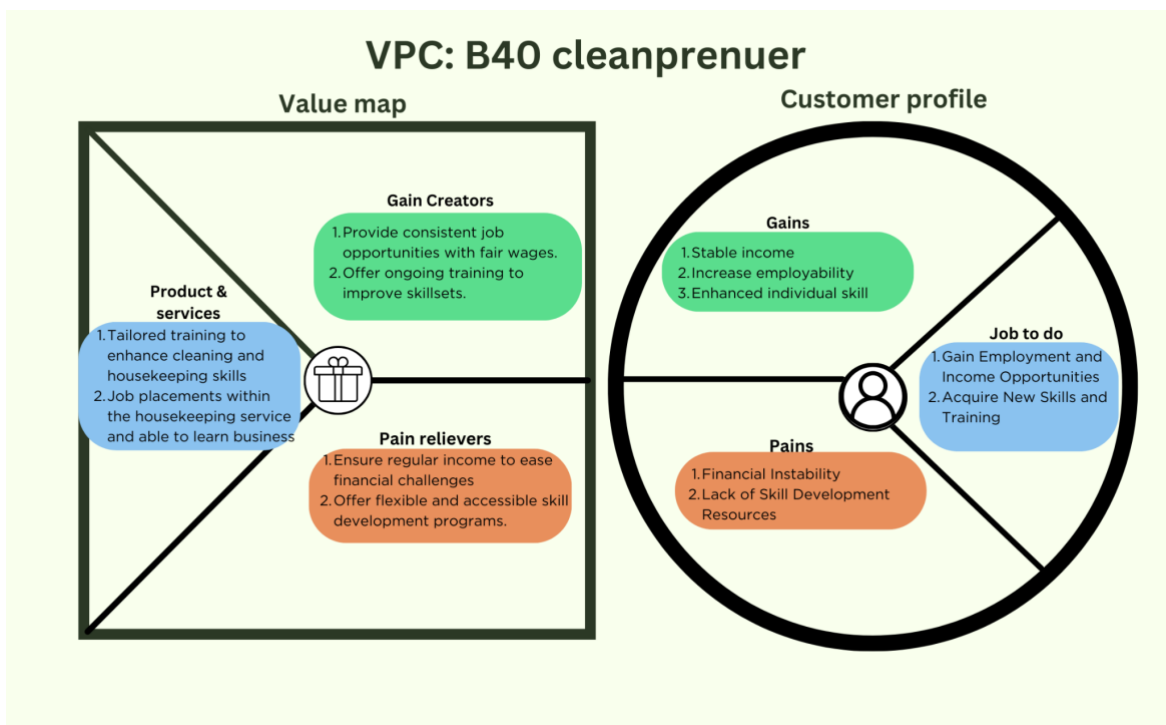 VPC: B40 cleanprenuer
Value map
Gain Creators
1. Provide consistent job
opportunities with fair wages.
2. Offer ongoing training to
improve skillsets.
Product &
services
1. Tailored training to
enhance cleaning and
housekeeping skills
2. Job placements within
the housekeeping service
and able to learn business
Pain relievers
1. Ensure regular income to ease
financial challenges
2. Offer flexible and accessible skill
development programs.
Customer profile
Gains
1. Stable income
2. Increase employability
3. Enhanced individual skill
Job to do
1. Gain Employment and
Income Opportunities
2. Acquire New Skills and
Training
Pains
1. Financial Instability
2. Lack of Skill Development
Resources